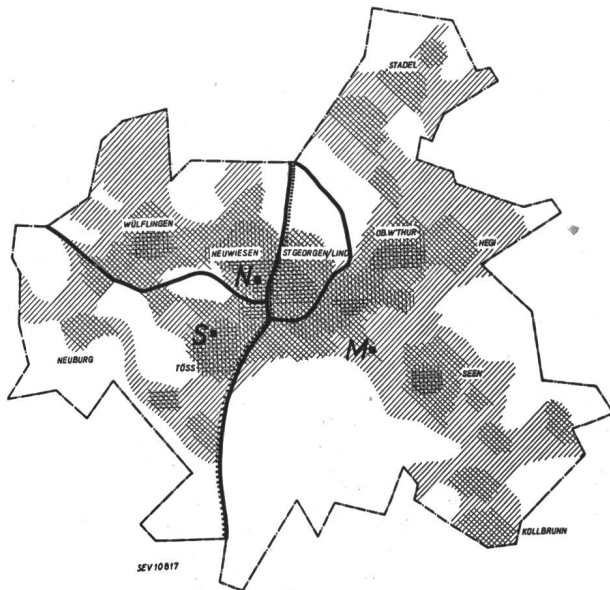 STADEL
WÜLFLINGEN
NEUWIESEN
ST GEORGEN/LIND
OB.W'THUR
HEGI
N
S
M
NEUBURG
TÖSS
SEEN
KOLLBRUNN
SEV 10817